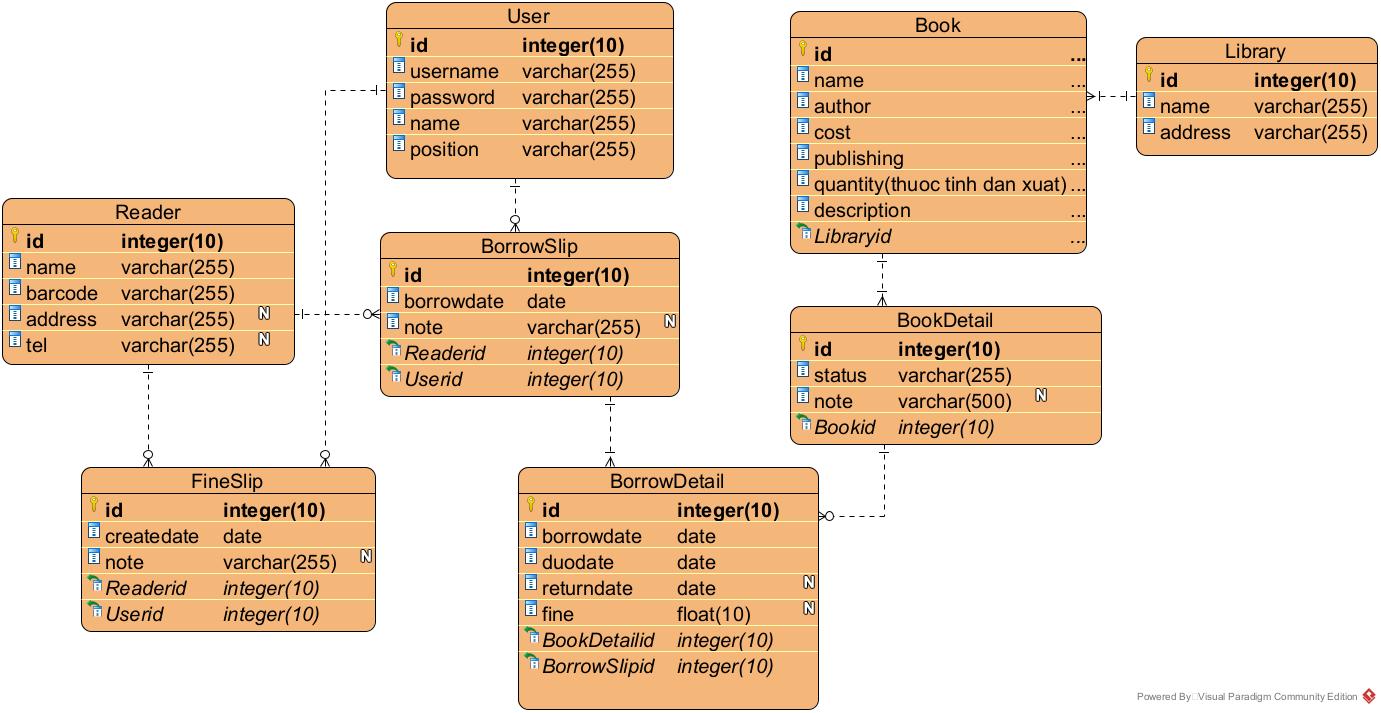 User
id integer(10)
username varchar(255)
password varchar(255)
name varchar(255)
position varchar(255)
Book
id ...
name ...
author ...
cost ...
publishing ...
quantity(thuoc tinh dan xuat) ...
description ...
Libraryid ...
Library
id integer(10)
name varchar(255)
address varchar(255)
Reader
id integer(10)
name varchar(255)
barcode varchar(255)
address varchar(255) N
tel varchar(255) N
BorrowSlip
id integer(10)
borrowdate date
note varchar(255) N
Readerid integer(10)
Userid integer(10)
BookDetail
id integer(10)
status varchar(255)
note varchar(500) N
Bookid integer(10)
FineSlip
id integer(10)
createdate date
note varchar(255) N
Readerid integer(10)
Userid integer(10)
BorrowDetail
id integer(10)
borrowdate date
duodate date
returndate date N
fine float(10) N
BookDetailid integer(10)
BorrowSlipid integer(10)
Powered By Visual Paradigm Community Edition